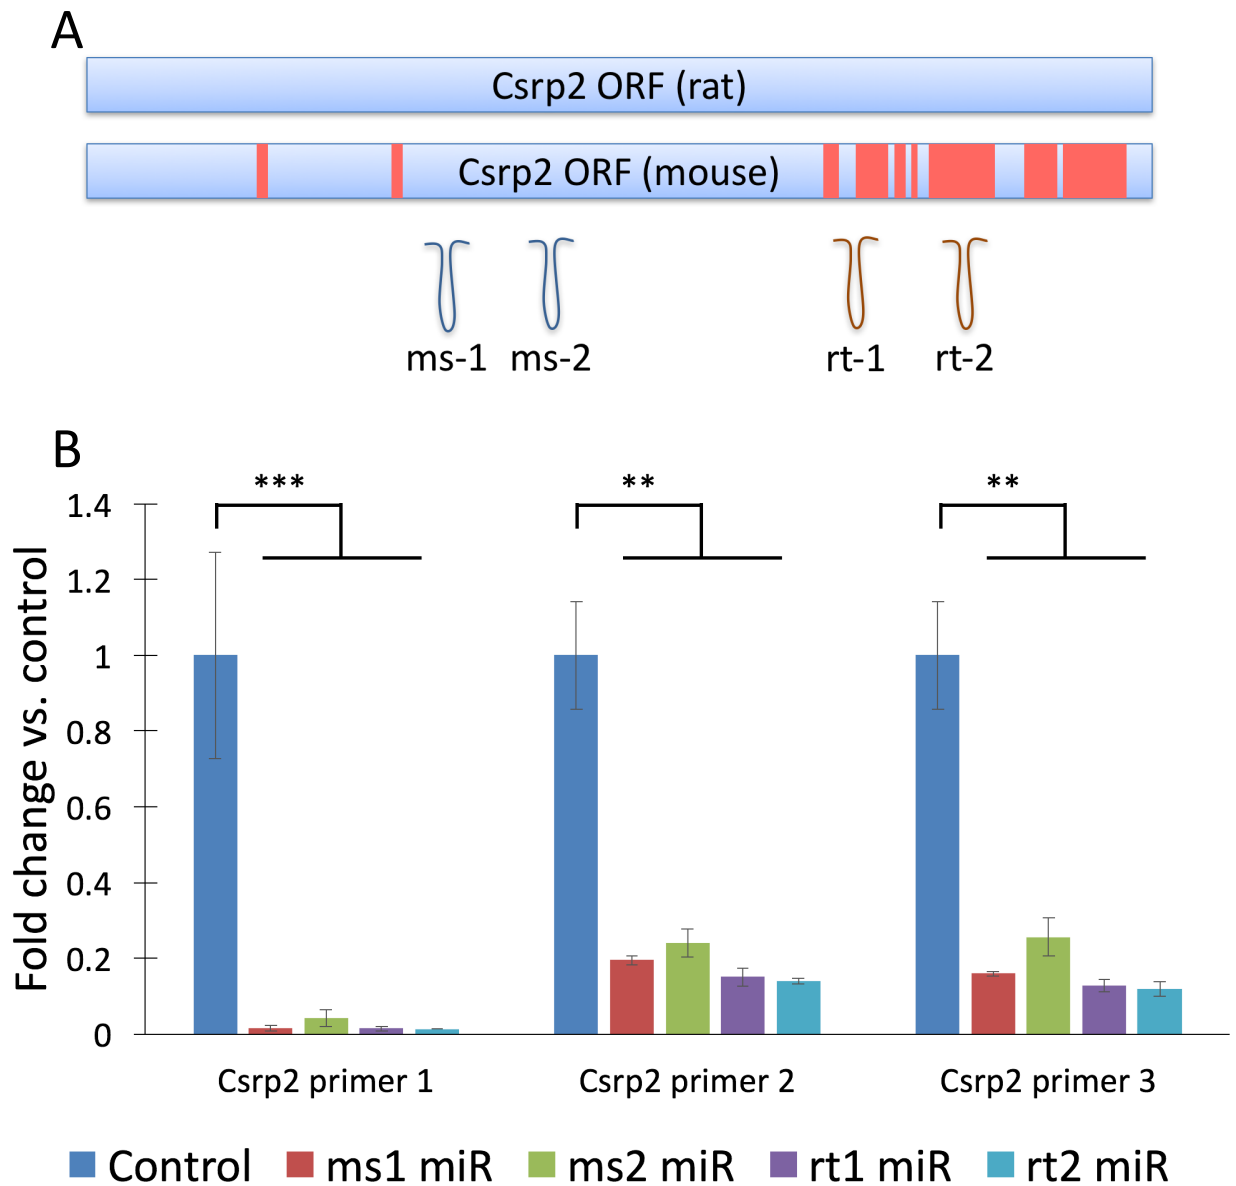 A
Csrp2 ORF (rat)
Csrp2 ORF (mouse)
ms-1 ms-2 rt-1 rt-2
B
*** ** **
Fold change vs. control
1.4
1.2
1
0.8
0.6
0.4
0.2
0
Csrp2 primer 1 Csrp2 primer 2 Csrp2 primer 3
Control ms1 miR ms2 miR rt1 miR rt2 miR